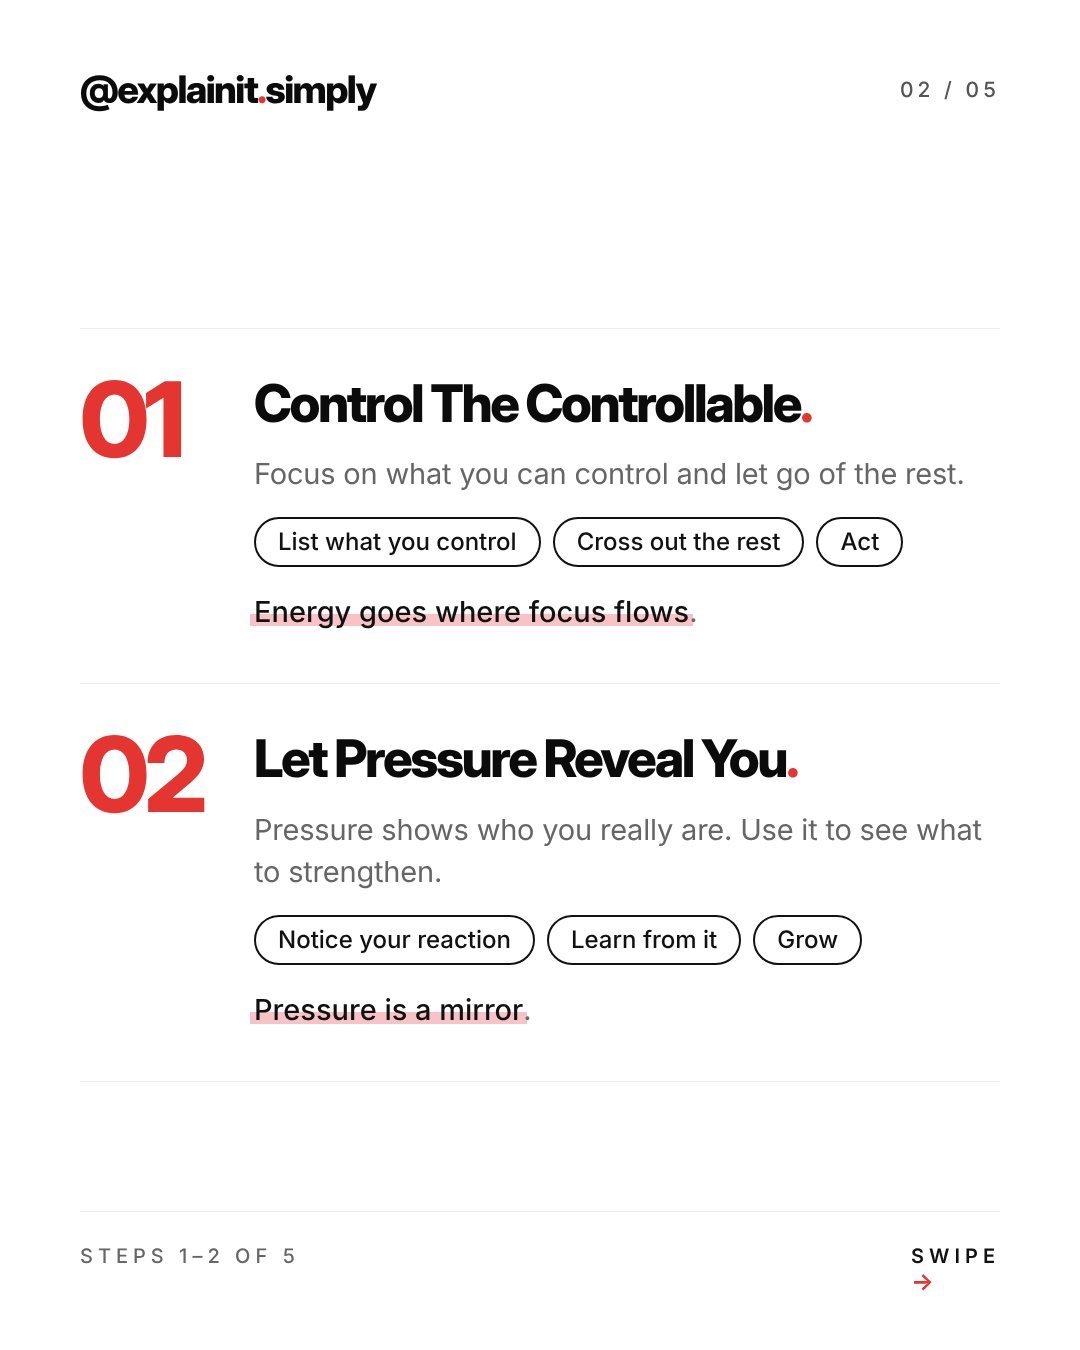 @explainit.simply
02 / 05
01
Control The Controllable.
Focus on what you can control and let go of the rest.
List what you control
Cross out the rest
Act
Energy goes where focus flows.
02
Let Pressure Reveal You.
Pressure shows who you really are. Use it to see what
to strengthen.
Notice your reaction
Learn from it
Grow
Pressure is a mirror.
STEPS 1–2 OF 5
SWIPE
→